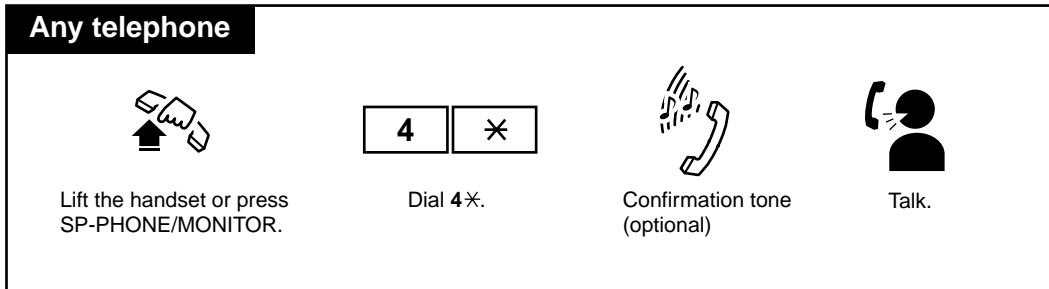 Any telephone
4 ✳
Lift the handset or press
SP-PHONE/MONITOR.
Dial 4✳.
Confirmation tone
(optional)
Talk.